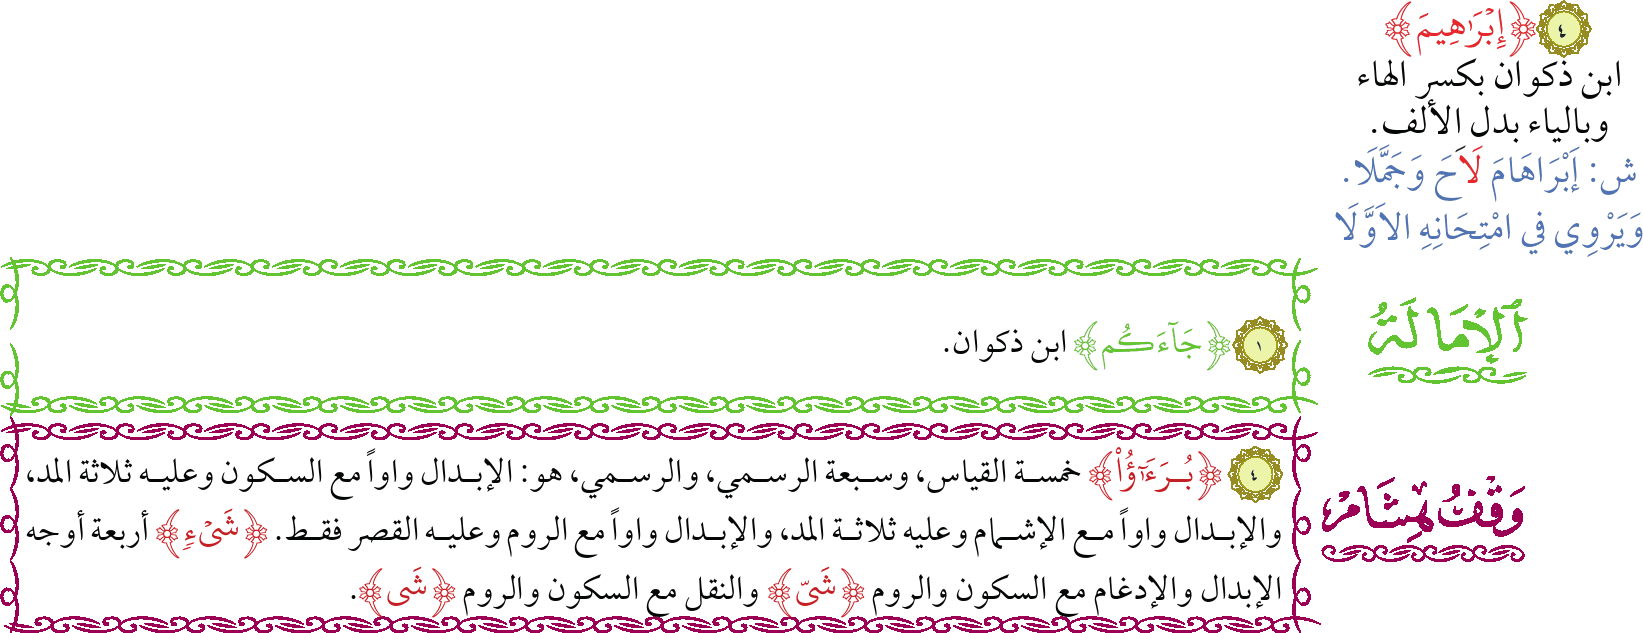 ٤ ﴿إِبْرَٰهِيمَ﴾
ابن ذكوان بكسر الهاء
وبالياء بدل الألف.
ش: إَبْرَاهَامَ لَاحَ وَجَمَّلَا.
وَيَرْوِي في امْتِحَانِهِ الاَوَّلَا
ٱلْإِمَالَةُ
١ ﴿جَآءَكُم﴾ ابن ذكوان.
وَقْفُ هِشَام
٤ ﴿بُرَءَٰٓؤُاْ﴾ خمسة القياس، وسبعة الرسمي، والرسمي، هو: الإبدال واواً مع السكون وعليه ثلاثة المد،
والإبدال واواً مع الإشمام وعليه ثلاثة المد، والإبدال واواً مع الروم وعليه القصر فقط. ﴿شَىْءٍ﴾ أربعة أوجه
الإبدال والإدغام مع السكون والروم ﴿شَىّ﴾ والنقل مع السكون والروم ﴿شَى﴾.